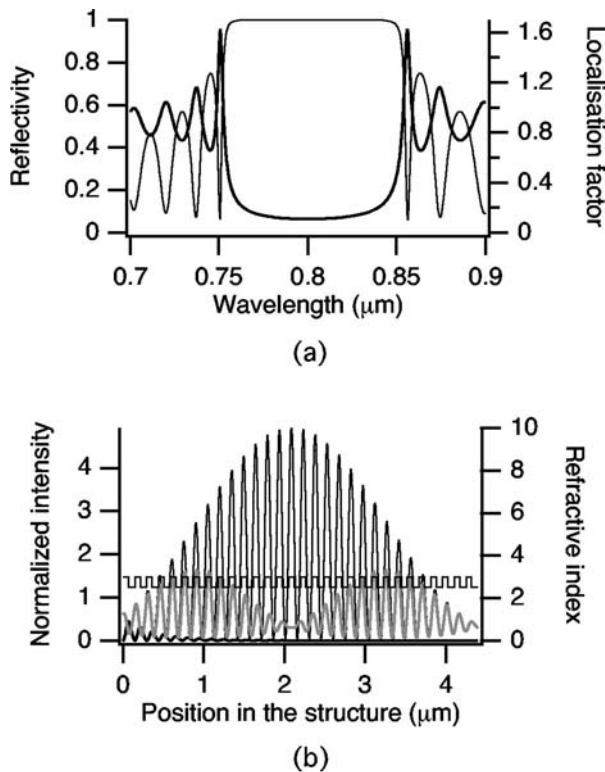 1
0.8
0.6
0.4
0.2
0
Reflectivity
1.6
1.2
0.8
0.4
0
Localisation factor
0.7 0.75 0.8 0.85 0.9
Wavelength (μm)
(a)
4
3
2
1
0
Normalized intensity
10
8
6
4
2
0
Refractive index
0 1 2 3 4
Position in the structure (μm)
(b)